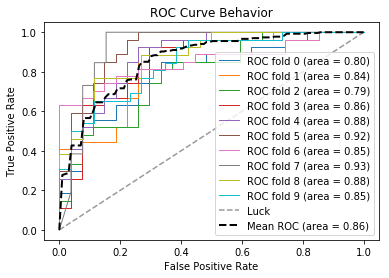 ROC Curve Behavior
1.0
0.8
0.6
0.4
0.2
0.0
True Positive Rate
ROC fold 0 (area = 0.80)
ROC fold 1 (area = 0.84)
ROC fold 2 (area = 0.79)
ROC fold 3 (area = 0.86)
ROC fold 4 (area = 0.88)
ROC fold 5 (area = 0.92)
ROC fold 6 (area = 0.85)
ROC fold 7 (area = 0.93)
ROC fold 8 (area = 0.88)
ROC fold 9 (area = 0.85)
Luck
Mean ROC (area = 0.86)
0.0 0.2 0.4 0.6 0.8 1.0
False Positive Rate